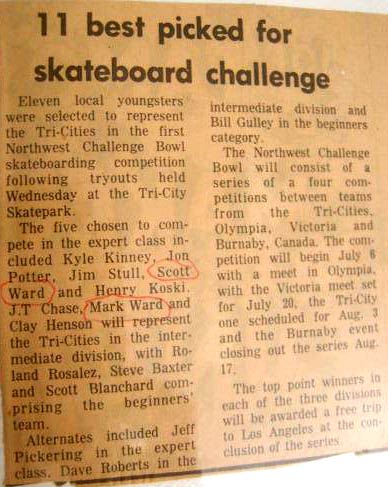 11 best picked for
skateboard challenge
Eleven local youngsters
were selected to represent
the Tri-Cities in the first
Northwest Challenge Bowl
skateboarding competition
following tryouts held
Wednesday at the Tri-City
Skatepark.
The five chosen to com-
pete in the expert class in-
cluded Kyle Kinney, Jon
Potter, Jim Stull, Scott
Ward and Henry Koski.
J.T Chase, Mark Ward and
Clay Henson will represent
the Tri-Cities in the inter-
mediate division, with Ro-
land Rosalez, Steve Baxter
and Scott Blanchard com-
prising the beginners'
team.
Alternates included Jeff
Pickering in the expert
class. Dave Roberts in the
intermediate division and
Bill Gulley in the beginners
category.
The Northwest Challenge
Bowl will consist of a
series of a four com-
petitions between teams
from the Tri-Cities,
Olympia, Victoria and
Burnaby, Canada. The com-
petition will begin July 6
with a meet in Olympia,
with the Victoria meet set
for July 20, the Tri-City
one scheduled for Aug. 3
and the Burnaby event
closing out the series Aug.
17.
The top point winners in
each of the three divisions
will be awarded a free trip
to Los Angeles at the con-
clusion of the series